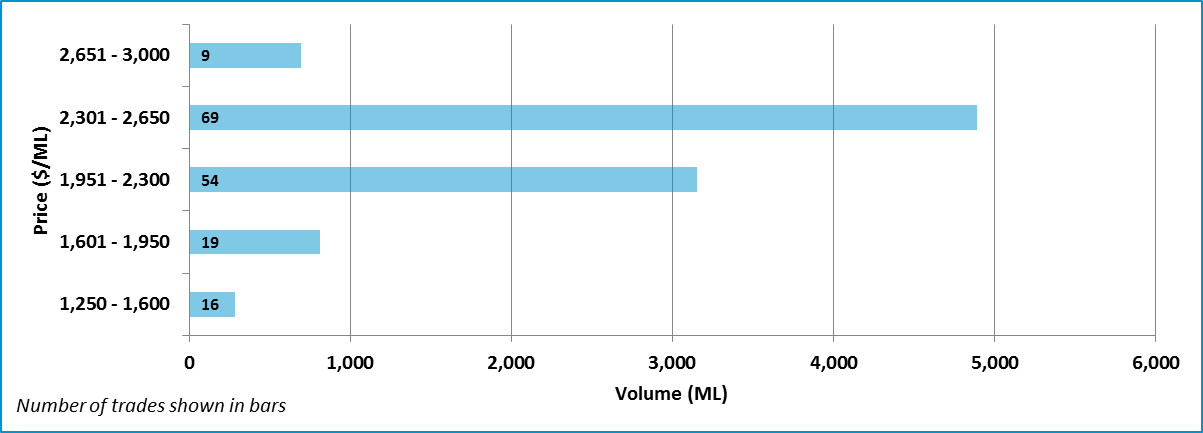 Price ($/ML)
2,651 - 3,000
9
2,301 - 2,650
69
1,951 - 2,300
54
1,601 - 1,950
19
1,250 - 1,600
16
0 1,000 2,000 3,000 4,000 5,000 6,000
Volume (ML)
Number of trades shown in bars